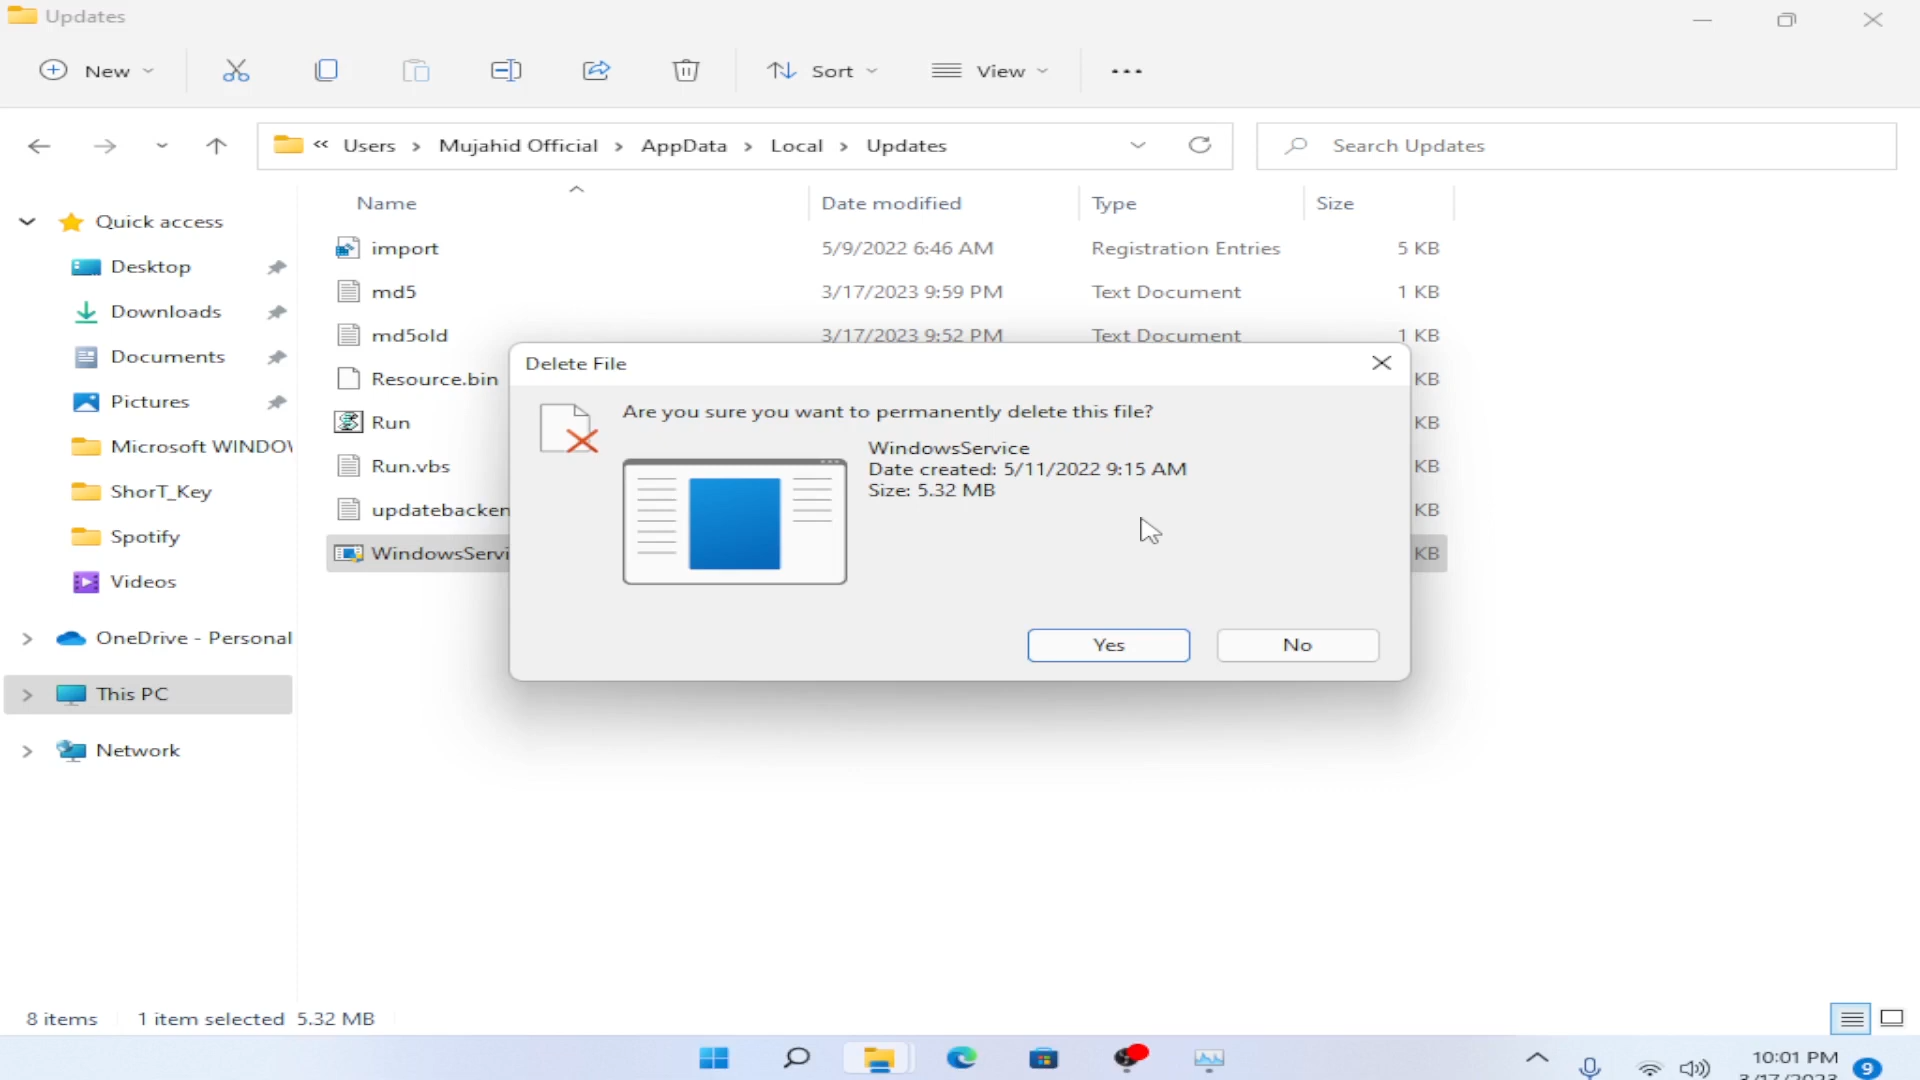 Updates
New
Sort
View
« Users > Mujahid Official > AppData > Local > Updates
Search Updates
Name
Date modified
Type
Size
Quick access
Desktop
Downloads
Documents
Pictures
Microsoft WINDO
ShorT_Key
Spotify
Videos
OneDrive - Personal
This PC
Network
import 5/9/2022 6:46 AM Registration Entries 5 KB
md5 3/17/2023 9:59 PM Text Document 1 KB
md5old 3/17/2023 9:52 PM Text Document 1 KB
Resource.bin KB
Run KB
Run.vbs KB
updatebacken KB
WindowsServi KB
Delete File
Are you sure you want to permanently delete this file?
WindowsService
Date created: 5/11/2022 9:15 AM
Size: 5.32 MB
Yes
No
8 items
1 item selected 5.32 MB
10:01 PM
3/17/2023
9